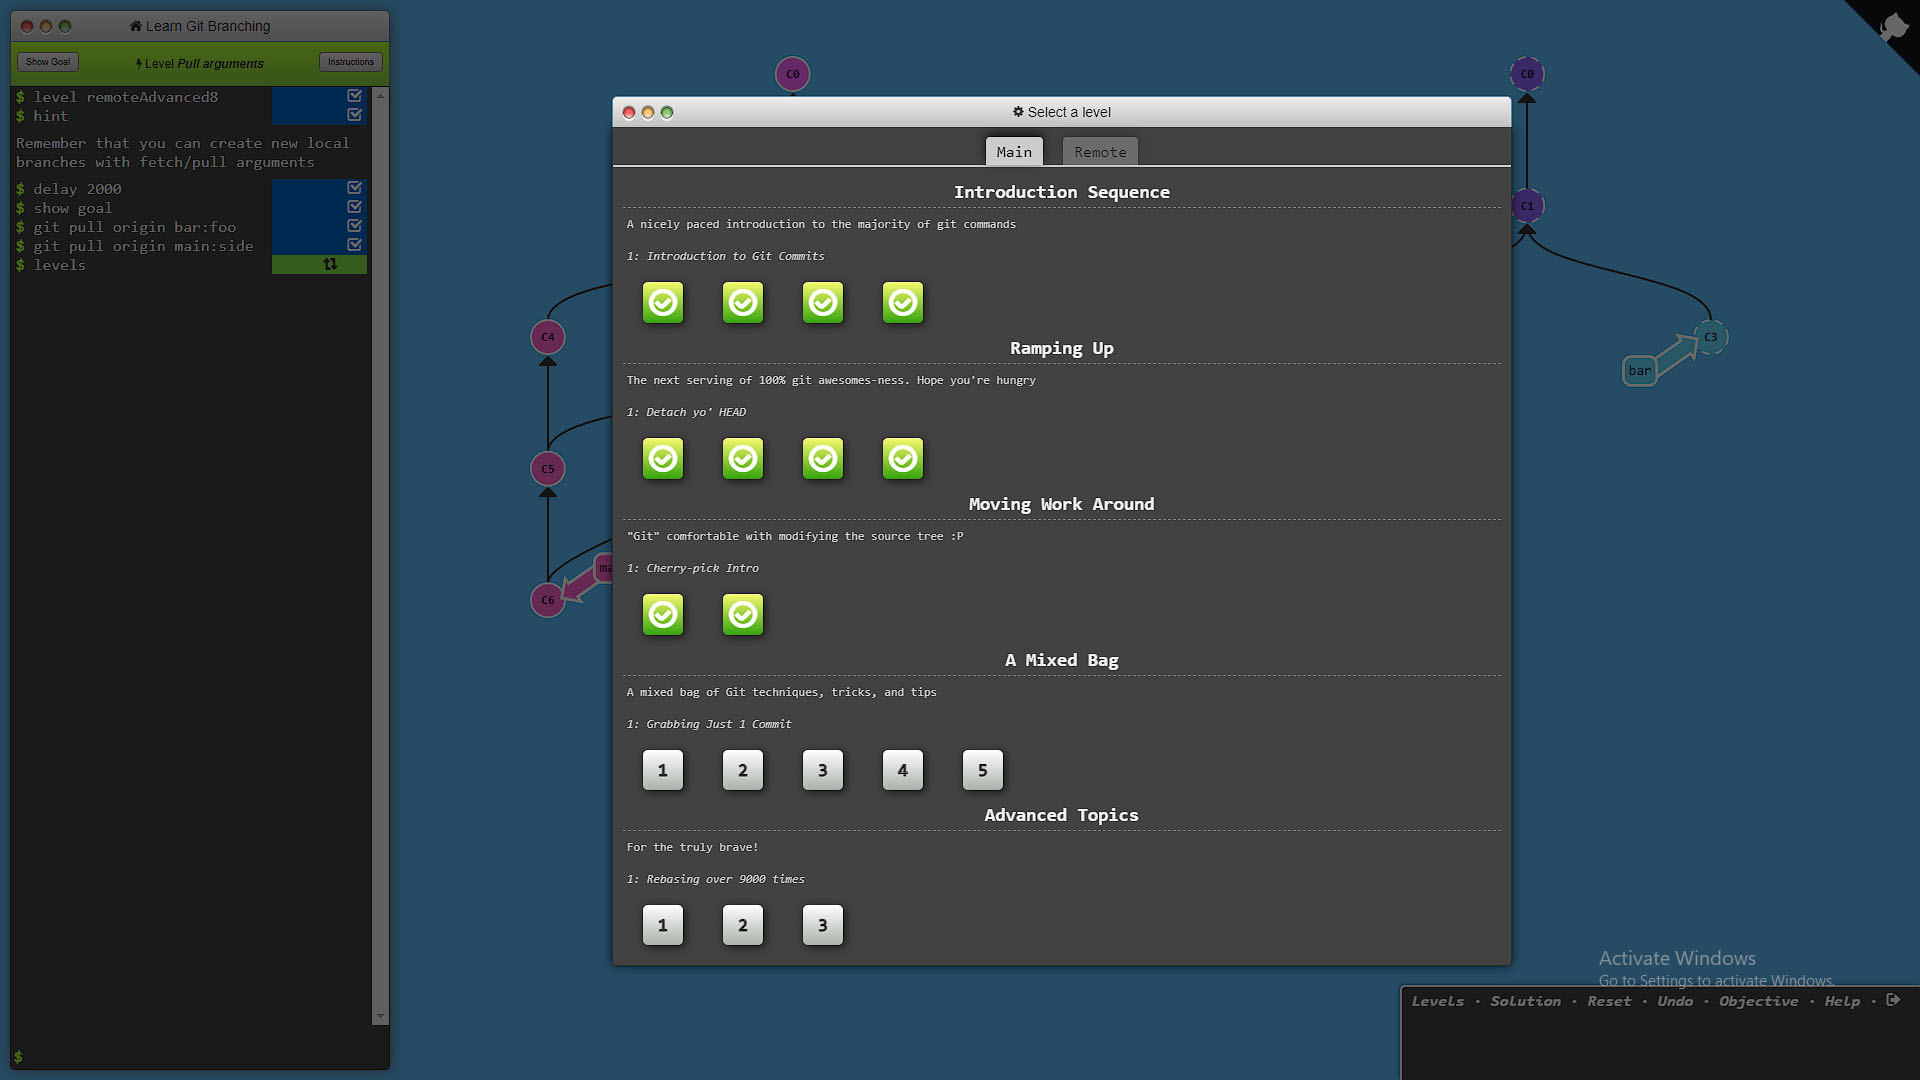 Learn Git Branching
Show Goal
Level Pull arguments
Instructions
$ level remoteAdvanced8
$ hint
Remember that you can create new local
branches with fetch/pull arguments
$ delay 2000
$ show goal
$ git pull origin bar:foo
$ git pull origin main:side
$ levels
$
C0
C4
C5
C6
Select a level
Main
Remote
Introduction Sequence
A nicely paced introduction to the majority of git commands
1: Introduction to Git Commits
Ramping Up
The next serving of 100% git awesomes-ness. Hope you're hungry
1: Detach yo' HEAD
Moving Work Around
"Git" comfortable with modifying the source tree :P
1: Cherry-pick Intro
A Mixed Bag
A mixed bag of Git techniques, tricks, and tips
1: Grabbing Just 1 Commit
1 2 3 4 5
Advanced Topics
For the truly brave!
1: Rebasing over 9000 times
1 2 3
C0
C1
C3
bar
Activate Windows
Go to Settings to activate Windows.
Levels · Solution · Reset · Undo · Objective · Help ·